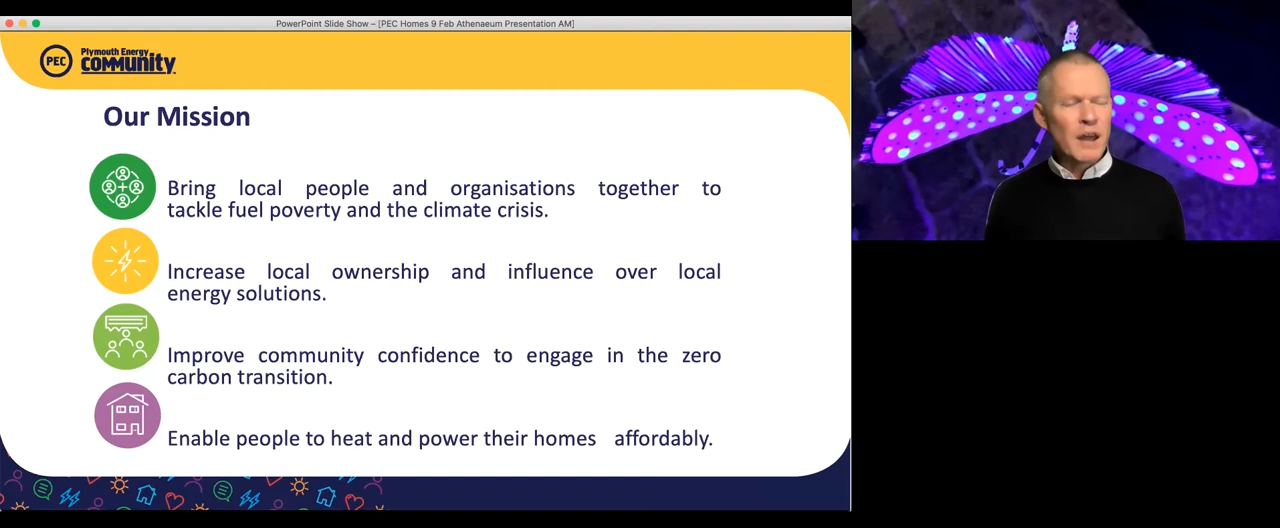 PowerPoint Slide Show – [PEC Homes 9 Feb Athenaeum Presentation AM]
PEC
Plymouth Energy
community
Our Mission
Bring local people and organisations together to
tackle fuel poverty and the climate crisis.
Increase local ownership and influence over local
energy solutions.
Improve community confidence to engage in the zero
carbon transition.
Enable people to heat and power their homes affordably.